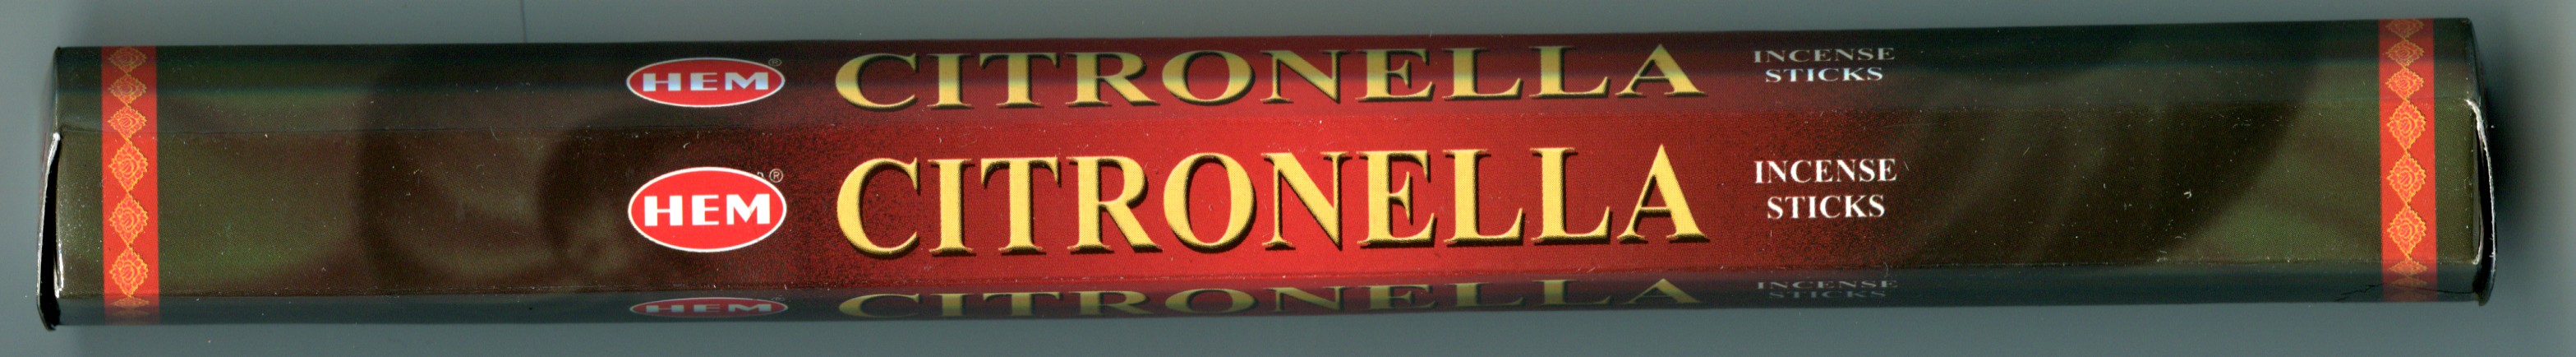 HEM® CITRONELLA INCENSE
STICKS
HEM® CITRONELLA INCENSE
STICKS
HEM CITRONELLA INCENSE
STICKS